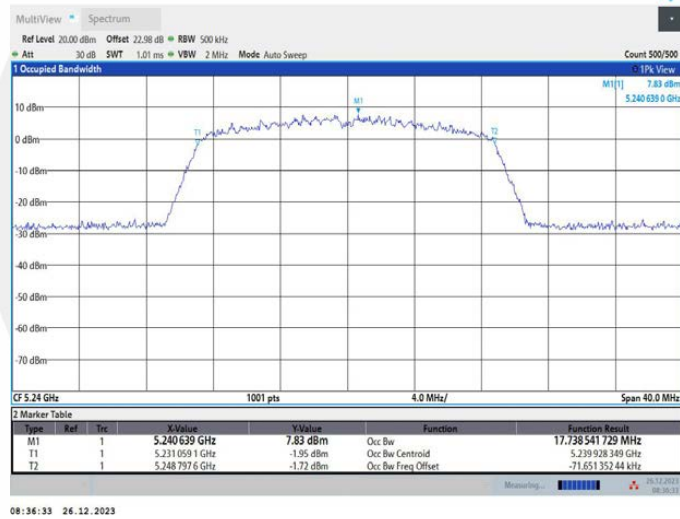 MultiView Spectrum
Ref Level 20.00 dBm Offset 22.98 dB RBW 500 kHz
Att 30 dB SWT 1.01 ms VBW 2 MHz Mode Auto Sweep Count 500/500
1 Occupied Bandwidth 1Pk View
M1[1] 7.83 dBm
5.240 639 0 GHz
M1
10 dBm
T1 T2
0 dBm
-10 dBm
-20 dBm
-30 dBm
-40 dBm
-50 dBm
-60 dBm
-70 dBm
CF 5.24 GHz 1001 pts 4.0 MHz/ Span 40.0 MHz
2 Marker Table
Type Ref Trc X-Value Y-Value Function Function Result
M1 1 5.240 639 GHz 7.83 dBm Occ Bw 17.738 541 729 MHz
T1 1 5.231 059 1 GHz -1.95 dBm Occ Bw Centroid 5.239 928 349 GHz
T2 1 5.248 797 6 GHz -1.72 dBm Occ Bw Freq Offset -71.651 352 44 kHz
Measuring... 26.12.2023
08:36:33
08:36:33 26.12.2023